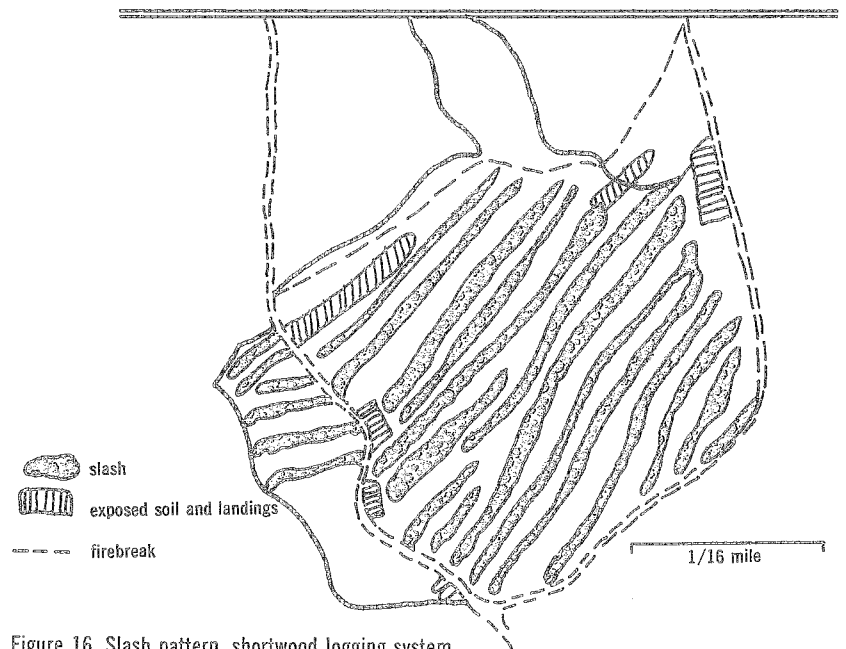 slash
exposed soil and landings
firebreak
1/16 mile
Figure 16. Slash pattern, shortwood logging system